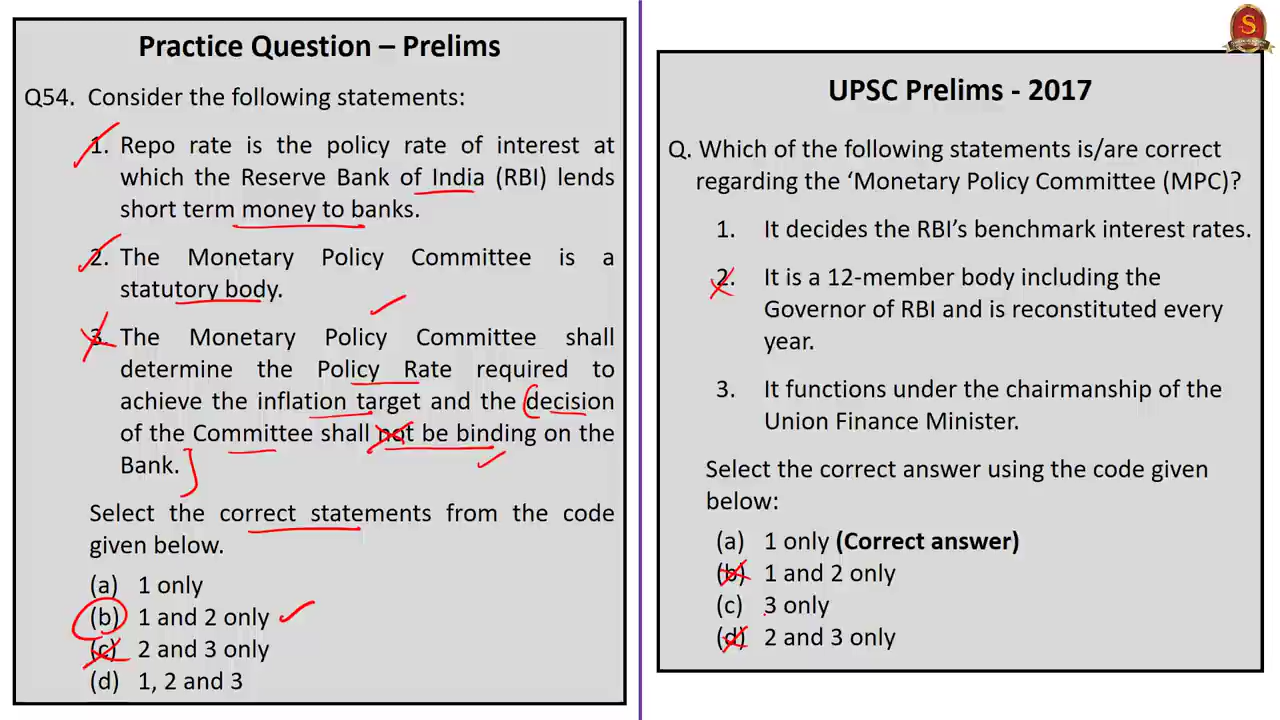 Practice Question – Prelims
Q54. Consider the following statements:
1. Repo rate is the policy rate of interest at
which the Reserve Bank of India (RBI) lends
short term money to banks.
2. The Monetary Policy Committee is a
statutory body.
3. The Monetary Policy Committee shall
determine the Policy Rate required to
achieve the inflation target and the decision
of the Committee shall not be binding on the
Bank.
Select the correct statements from the code
given below.
(a) 1 only
(b) 1 and 2 only
(c) 2 and 3 only
(d) 1, 2 and 3
S
UPSC Prelims - 2017
Q. Which of the following statements is/are correct
regarding the ‘Monetary Policy Committee (MPC)?
1. It decides the RBI’s benchmark interest rates.
2. It is a 12-member body including the
Governor of RBI and is reconstituted every
year.
3. It functions under the chairmanship of the
Union Finance Minister.
Select the correct answer using the code given
below:
(a) 1 only (Correct answer)
(b) 1 and 2 only
(c) 3 only
(d) 2 and 3 only